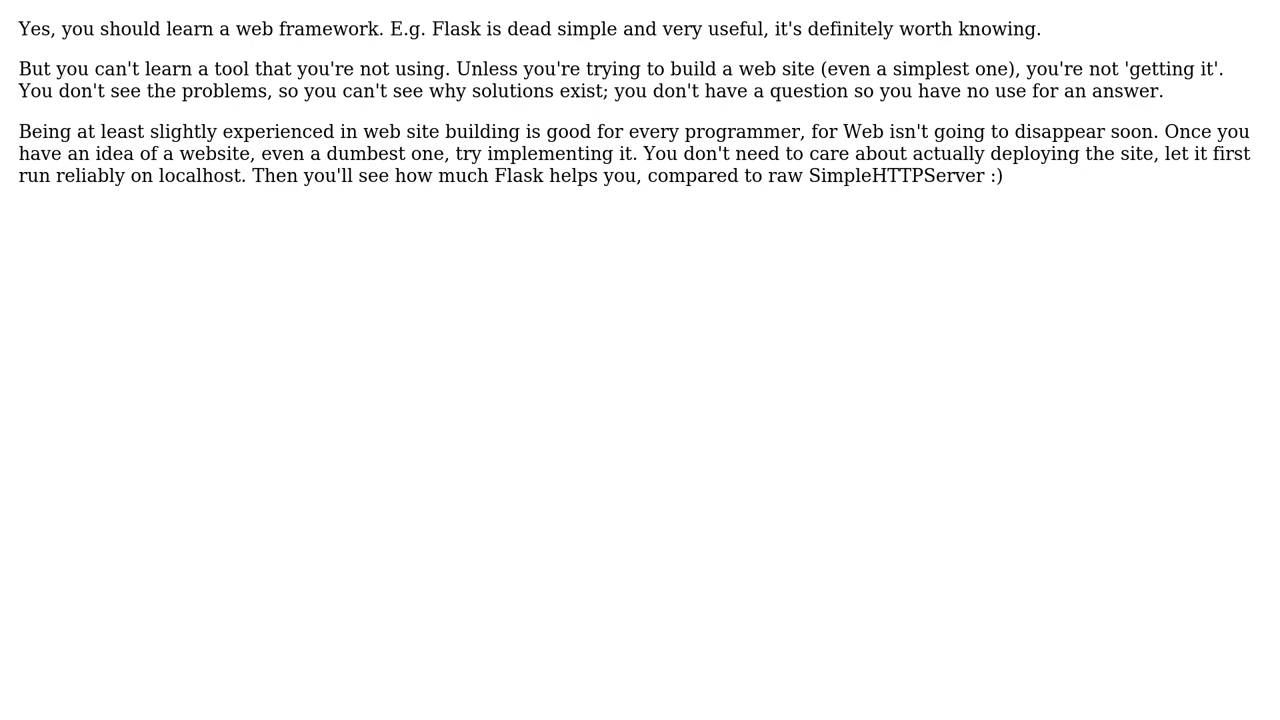 Yes, you should learn a web framework. E.g. Flask is dead simple and very useful, it's definitely worth knowing.
But you can't learn a tool that you're not using. Unless you're trying to build a web site (even a simplest one), you're not 'getting it'.
You don't see the problems, so you can't see why solutions exist; you don't have a question so you have no use for an answer.
Being at least slightly experienced in web site building is good for every programmer, for Web isn't going to disappear soon. Once you
have an idea of a website, even a dumbest one, try implementing it. You don't need to care about actually deploying the site, let it first
run reliably on localhost. Then you'll see how much Flask helps you, compared to raw SimpleHTTPServer :)